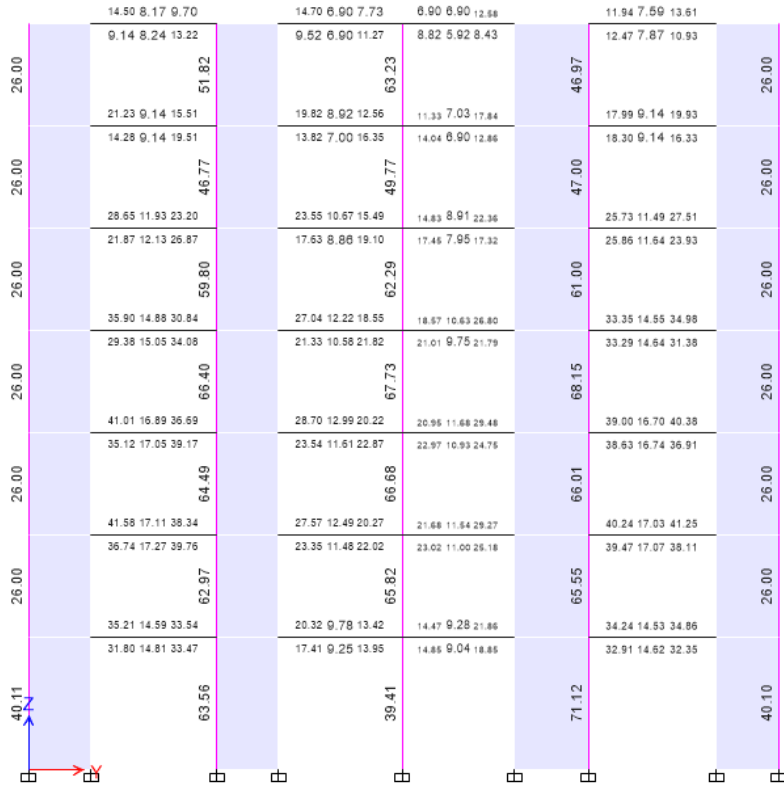 14.50 8.17 9.70 14.70 6.90 7.73 6.90 6.90 12.58 11.94 7.59 13.61
9.14 8.24 13.22 9.52 6.90 11.27 8.82 5.92 8.43 12.47 7.87 10.93
26.00 51.82 63.23 46.97 26.00
21.23 9.14 15.51 19.82 8.92 12.56 11.33 7.03 17.84 17.99 9.14 19.93
14.28 9.14 19.51 13.82 7.00 16.35 14.04 6.90 12.86 18.30 9.14 16.33
26.00 46.77 49.77 47.00 26.00
28.65 11.93 23.20 23.55 10.67 15.49 14.83 8.91 22.36 25.73 11.49 27.51
21.87 12.13 26.87 17.63 8.86 19.10 17.45 7.95 17.32 25.86 11.64 23.93
26.00 59.80 62.29 61.00 26.00
35.90 14.88 30.84 27.04 12.22 18.55 18.57 10.63 26.80 33.35 14.55 34.98
29.38 15.05 34.08 21.33 10.58 21.82 21.01 9.75 21.79 33.29 14.64 31.38
26.00 66.40 67.73 68.15 26.00
41.01 16.89 36.69 28.70 12.99 20.22 20.95 11.68 29.48 39.00 16.70 40.38
35.12 17.05 39.17 23.54 11.61 22.87 22.97 10.93 24.75 38.63 16.74 36.91
26.00 64.49 66.68 66.01 26.00
41.58 17.11 38.34 27.57 12.49 20.27 21.68 11.54 29.27 40.24 17.03 41.25
36.74 17.27 39.76 23.35 11.48 22.02 23.02 11.00 25.18 39.47 17.07 38.11
26.00 62.97 65.82 65.55 26.00
35.21 14.59 33.54 20.32 9.78 13.42 14.47 9.28 21.86 34.24 14.53 34.86
31.80 14.81 33.47 17.41 9.25 13.95 14.85 9.04 18.85 32.91 14.62 32.35
40.11 63.56 39.41 71.12 40.10
Z
Y